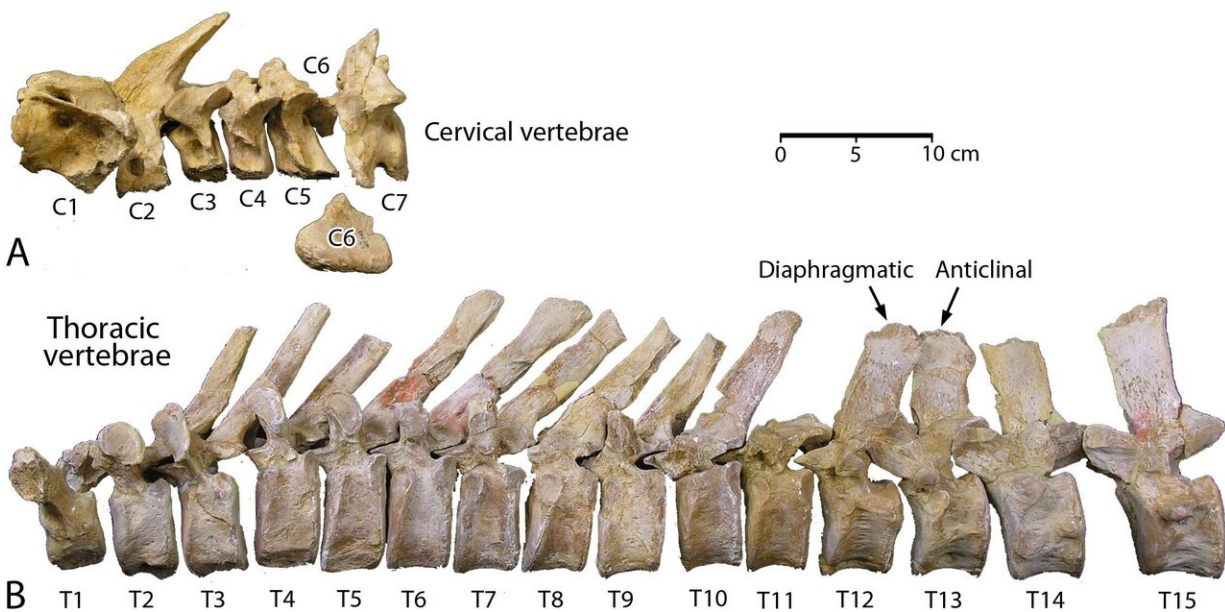 C6
Cervical vertebrae
0 5 10 cm
C1 C2 C3 C4 C5 C7
C6
A
Diaphragmatic Anticlinal
Thoracic
vertebrae
B T1 T2 T3 T4 T5 T6 T7 T8 T9 T10 T11 T12 T13 T14 T15